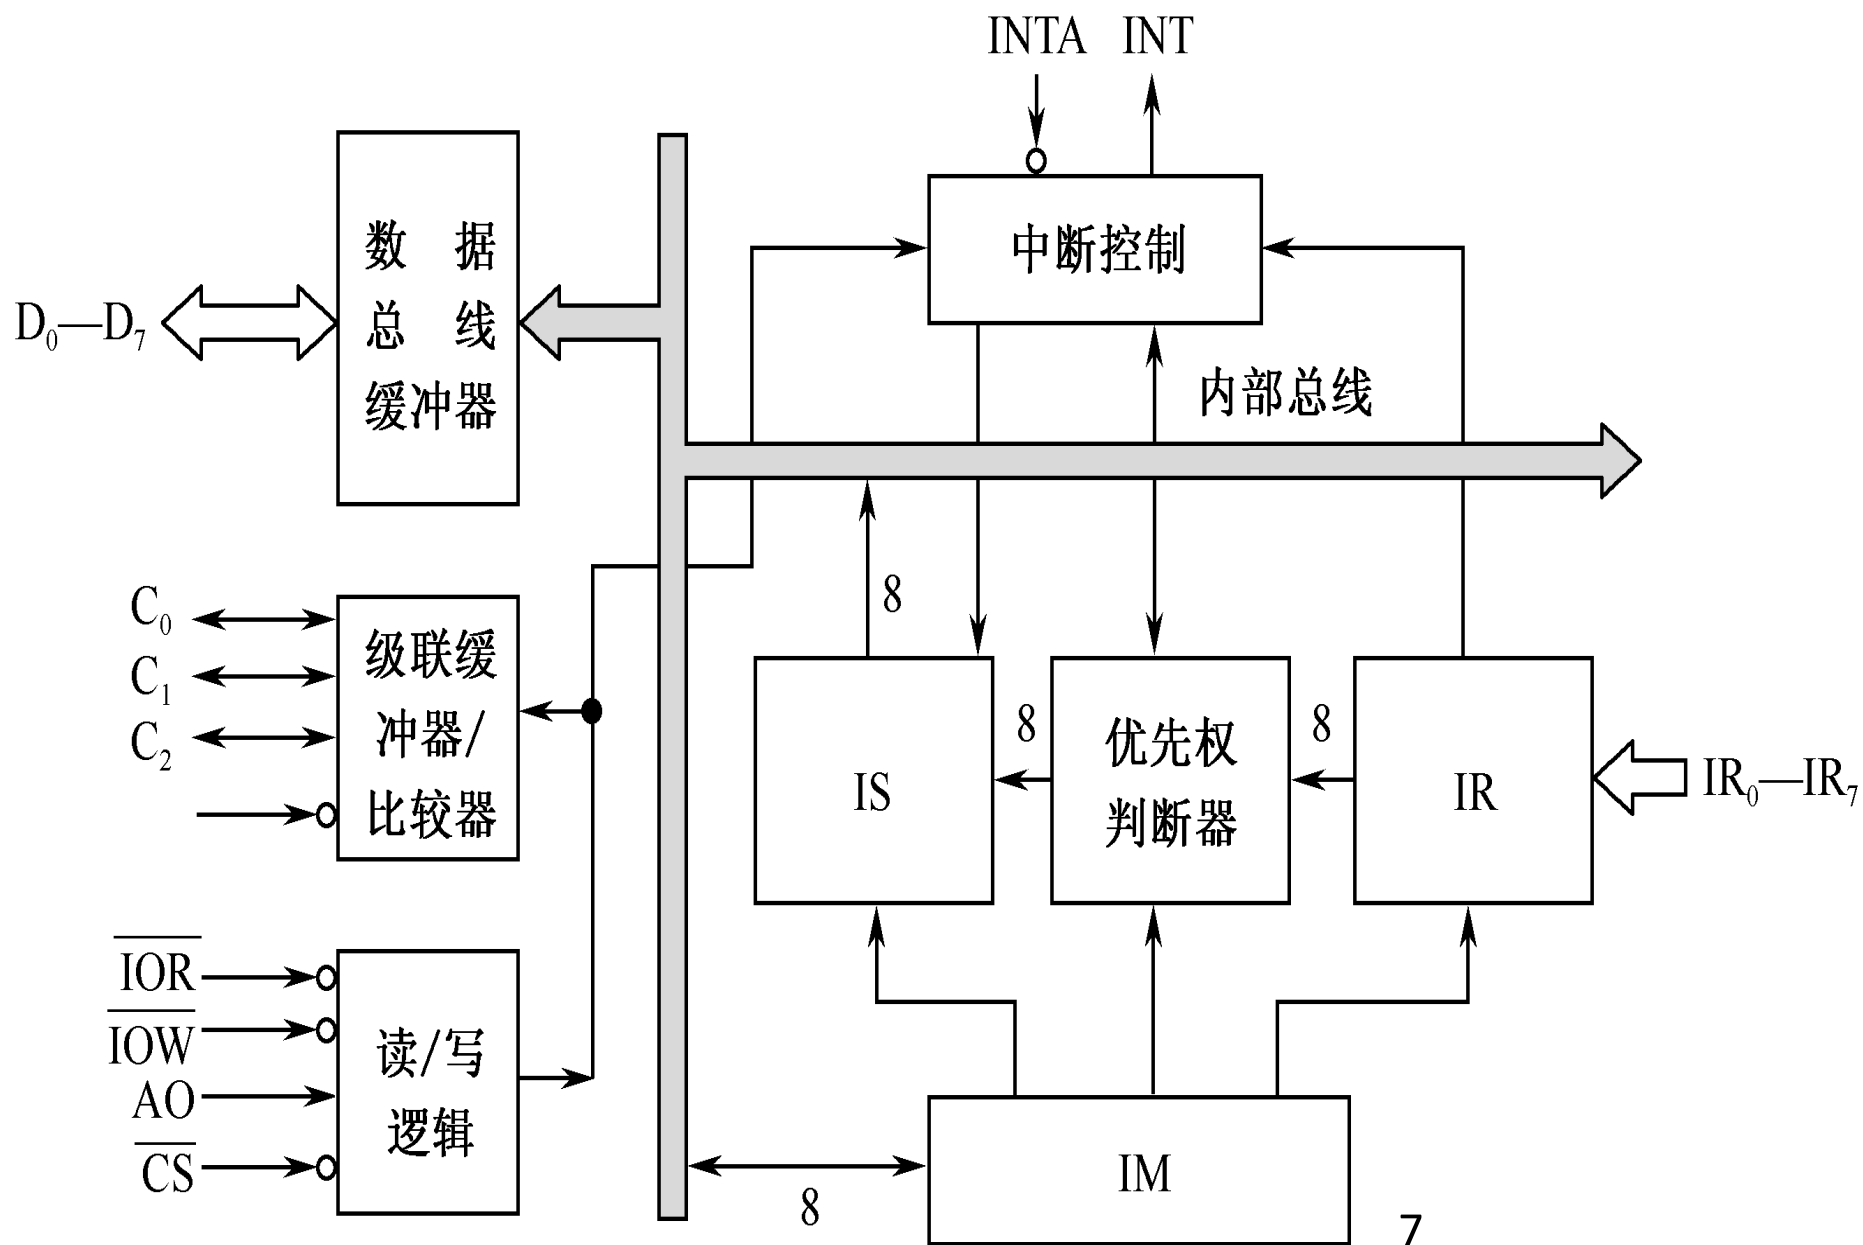 INTA INT
数 据
总 线
缓冲器
D₀—D₇
中断控制
内部总线
C₀
C₁
C₂
级联缓
冲器/
比较器
8
IS
8
优先权
判断器
8
IR
IR₀—IR₇
IOR
IOW
AO
CS
读/写
逻辑
8
IM
7